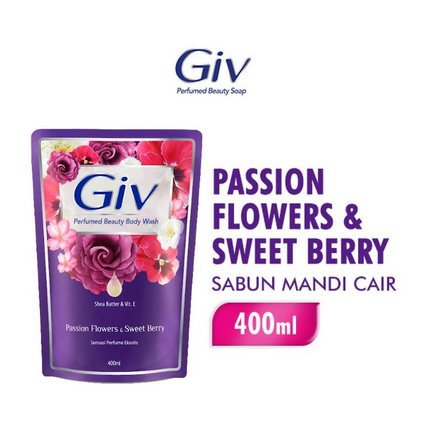 Giv
Perfumed Beauty Soap
Giv
Perfumed Beauty Body Wash
Shea Butter & Vit. E
Passion Flowers & Sweet Berry
Sensasi Perfume Eksotis
400ml
PASSION
FLOWERS &
SWEET BERRY
SABUN MANDI CAIR
400ml